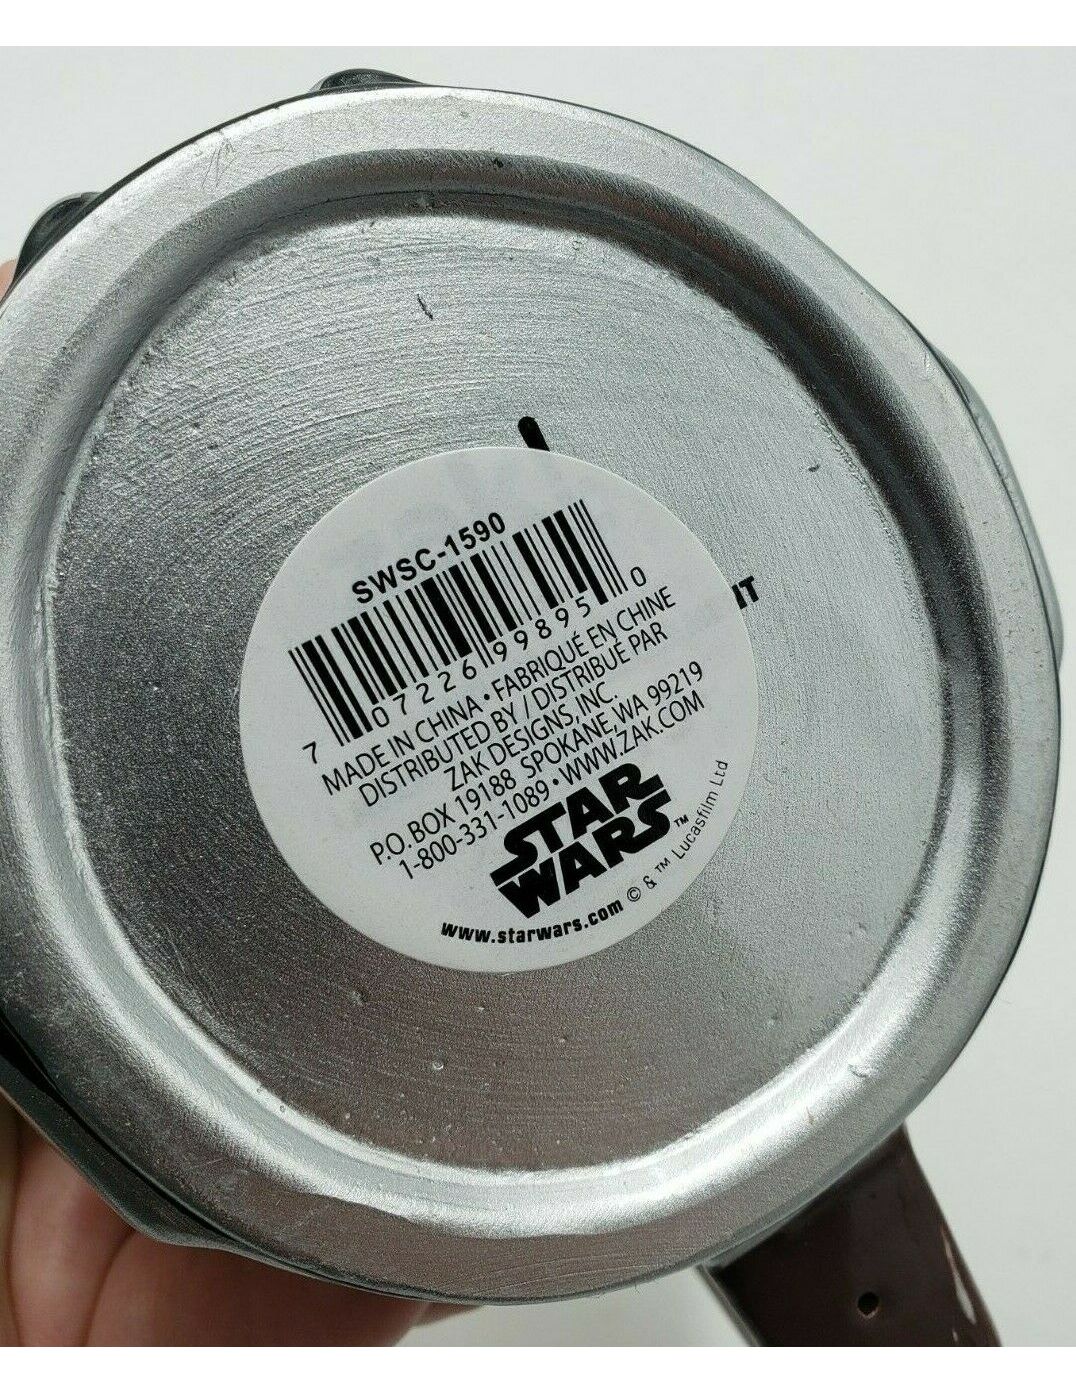 SWSC-1590
7 07226 99895 0
MADE IN CHINA • FABRIQUÉ EN CHINE
DISTRIBUTED BY / DISTRIBUÉ PAR
ZAK DESIGNS, INC.
P.O. BOX 19188 SPOKANE, WA 99219
1-800-331-1089 • WWW.ZAK.COM
STAR
WARS™
www.starwars.com © & ™ Lucasfilm Ltd